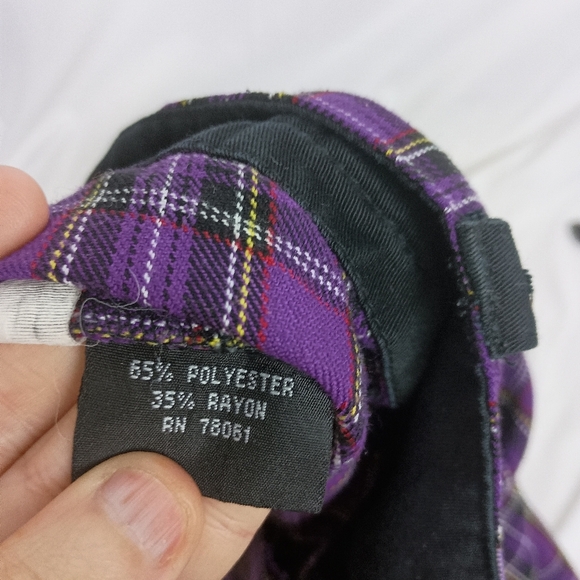 65% POLYESTER
35% RAYON
RN 78061